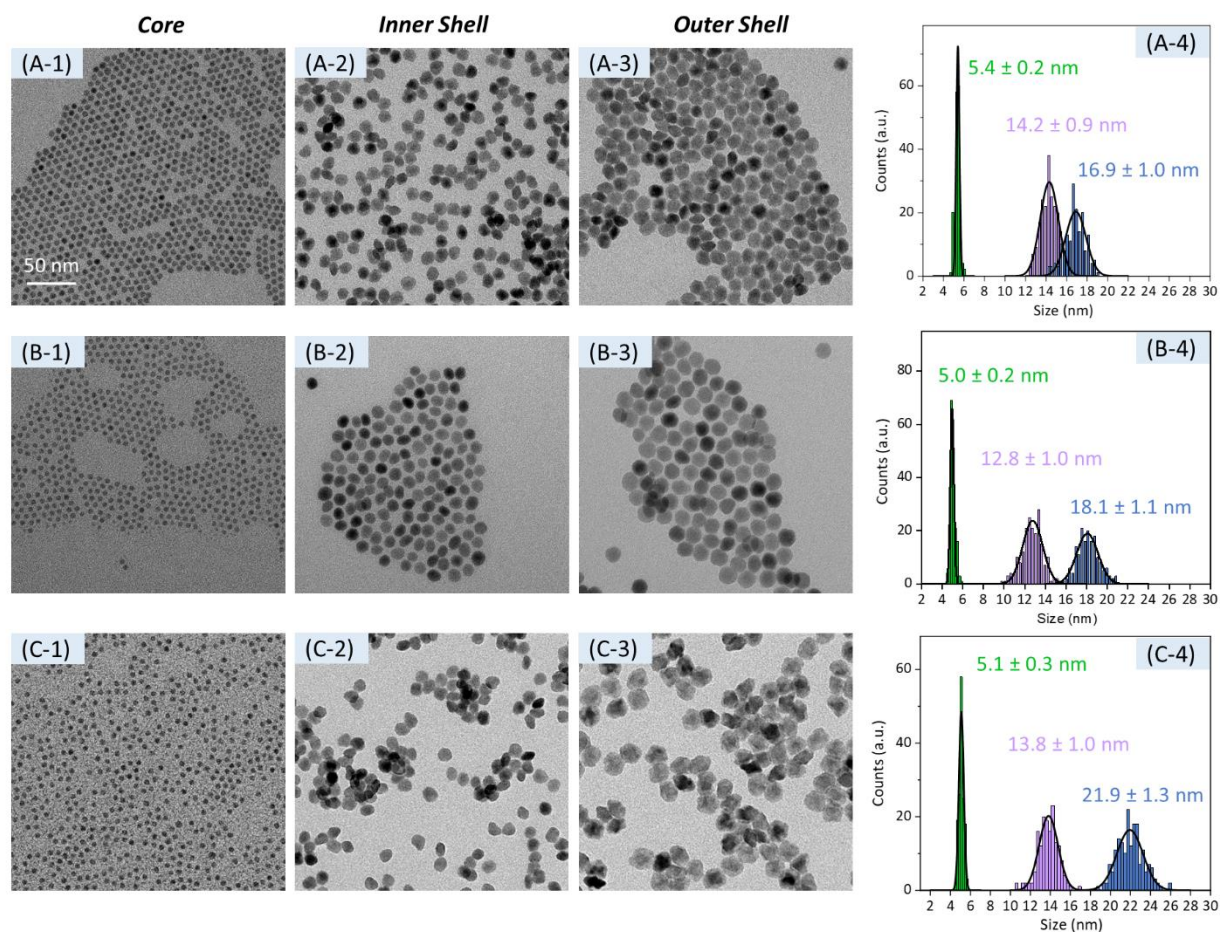 Core
Inner Shell
Outer Shell
(A-1)
50 nm
(A-2)
(A-3)
(A-4)
5.4 ± 0.2 nm
14.2 ± 0.9 nm
16.9 ± 1.0 nm
Counts (a.u.)
60
40
20
0
2 4 6 8 10 12 14 16 18 20 22 24 26 28 30
Size (nm)
(B-1)
(B-2)
(B-3)
(B-4)
5.0 ± 0.2 nm
12.8 ± 1.0 nm
18.1 ± 1.1 nm
Counts (a.u.)
80
60
40
20
0
2 4 6 8 10 12 14 16 18 20 22 24 26 28 30
Size (nm)
(C-1)
(C-2)
(C-3)
(C-4)
5.1 ± 0.3 nm
13.8 ± 1.0 nm
21.9 ± 1.3 nm
Counts (a.u.)
60
40
20
0
2 4 6 8 10 12 14 16 18 20 22 24 26 28 30
Size (nm)